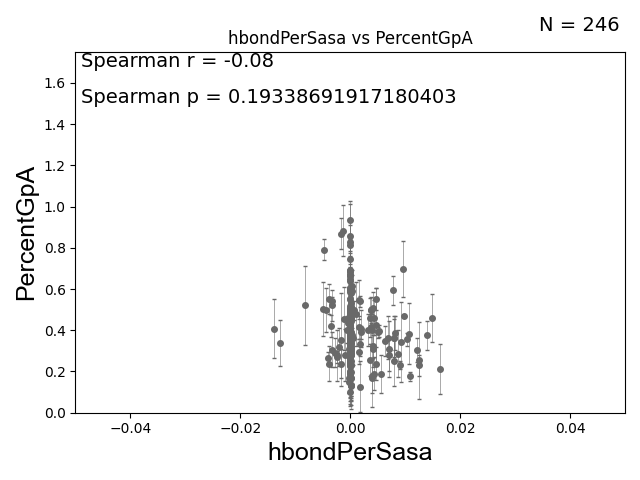 N = 246
hbondPerSasa vs PercentGpA
Spearman r = -0.08
Spearman p = 0.19338691917180403
PercentGpA
1.6
1.4
1.2
1.0
0.8
0.6
0.4
0.2
0.0
−0.04
−0.02
0.00
0.02
0.04
hbondPerSasa